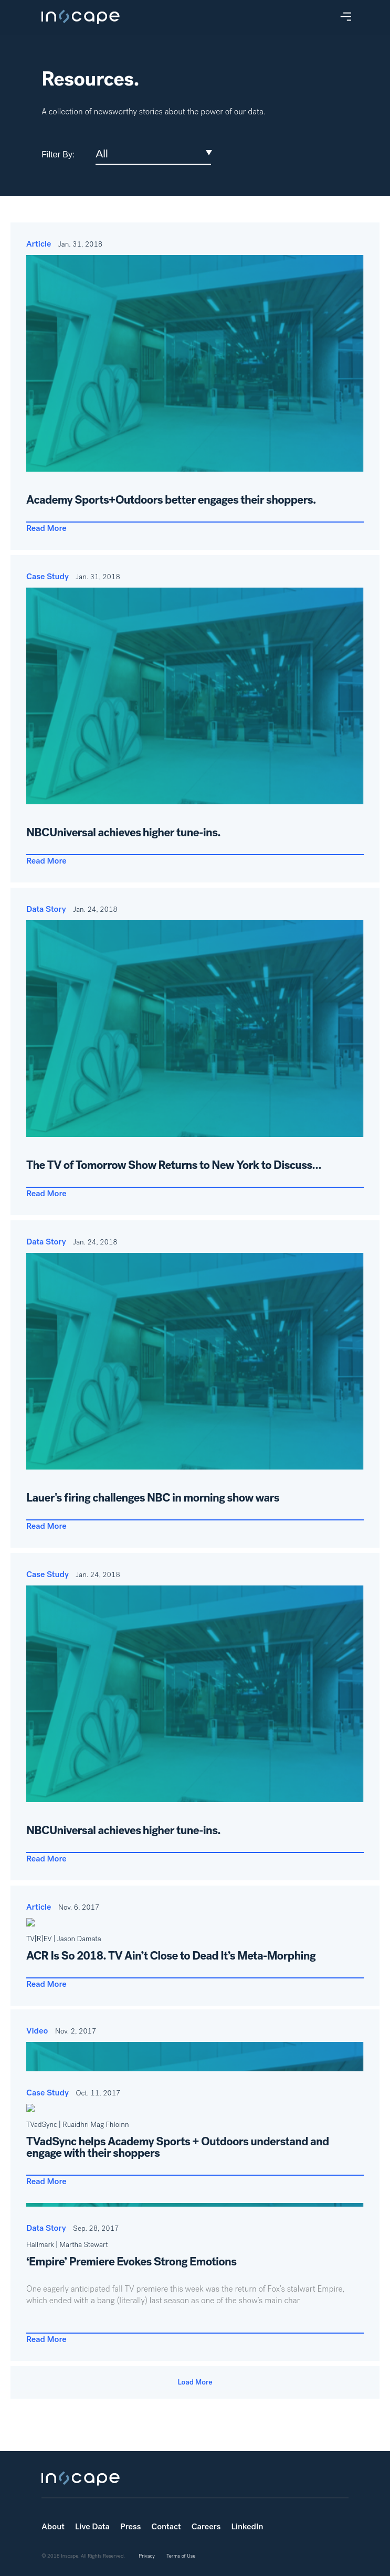 inscape
Resources.
A collection of newsworthy stories about the power of our data.
Filter By: All
Article Jan. 31, 2018
Academy Sports+Outdoors better engages their shoppers.
Read More
Case Study Jan. 31, 2018
NBCUniversal achieves higher tune-ins.
Read More
Data Story Jan. 24, 2018
The TV of Tomorrow Show Returns to New York to Discuss...
Read More
Data Story Jan. 24, 2018
Lauer's firing challenges NBC in morning show wars
Read More
Case Study Jan. 24, 2018
NBCUniversal achieves higher tune-ins.
Read More
Article Nov. 6, 2017
TV[R]EV | Jason Damata
ACR Is So 2018. TV Ain’t Close to Dead It’s Meta-Morphing
Read More
Video Nov. 2, 2017
Case Study Oct. 11, 2017
TVadSync | Ruaidhri Mag Fhloinn
TVadSync helps Academy Sports + Outdoors understand and
engage with their shoppers
Read More
Data Story Sep. 28, 2017
Hallmark | Martha Stewart
‘Empire’ Premiere Evokes Strong Emotions
One eagerly anticipated fall TV premiere this week was the return of Fox’s stalwart Empire,
which ended with a bang (literally) last season as one of the show’s main char
Read More
Load More
inscape
About Live Data Press Contact Careers LinkedIn
Inscape. All Rights Reserved. Privacy Terms of Use